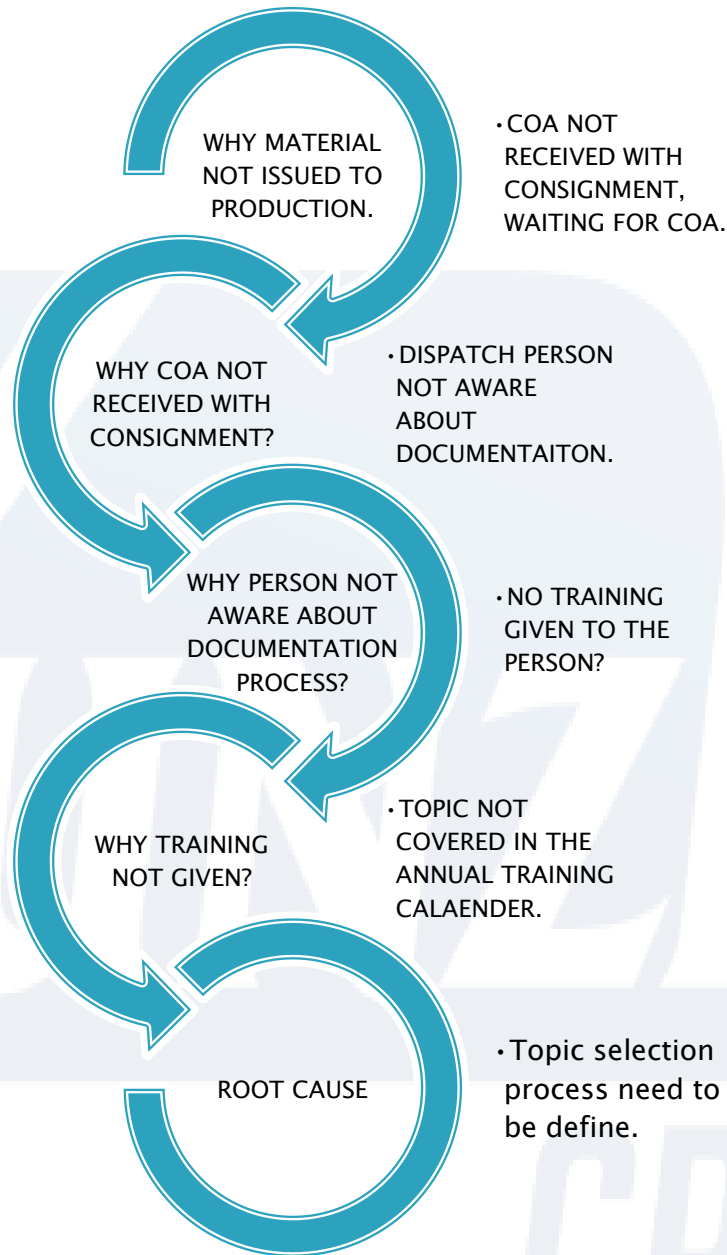 WHY MATERIAL
NOT ISSUED TO
PRODUCTION.
•COA NOT
RECEIVED WITH
CONSIGNMENT,
WAITING FOR COA.
WHY COA NOT
RECEIVED WITH
CONSIGNMENT?
•DISPATCH PERSON
NOT AWARE
ABOUT
DOCUMENTAITON.
WHY PERSON NOT
AWARE ABOUT
DOCUMENTATION
PROCESS?
•NO TRAINING
GIVEN TO THE
PERSON?
WHY TRAINING
NOT GIVEN?
•TOPIC NOT
COVERED IN THE
ANNUAL TRAINING
CALAENDER.
ROOT CAUSE
•Topic selection
process need to
be define.